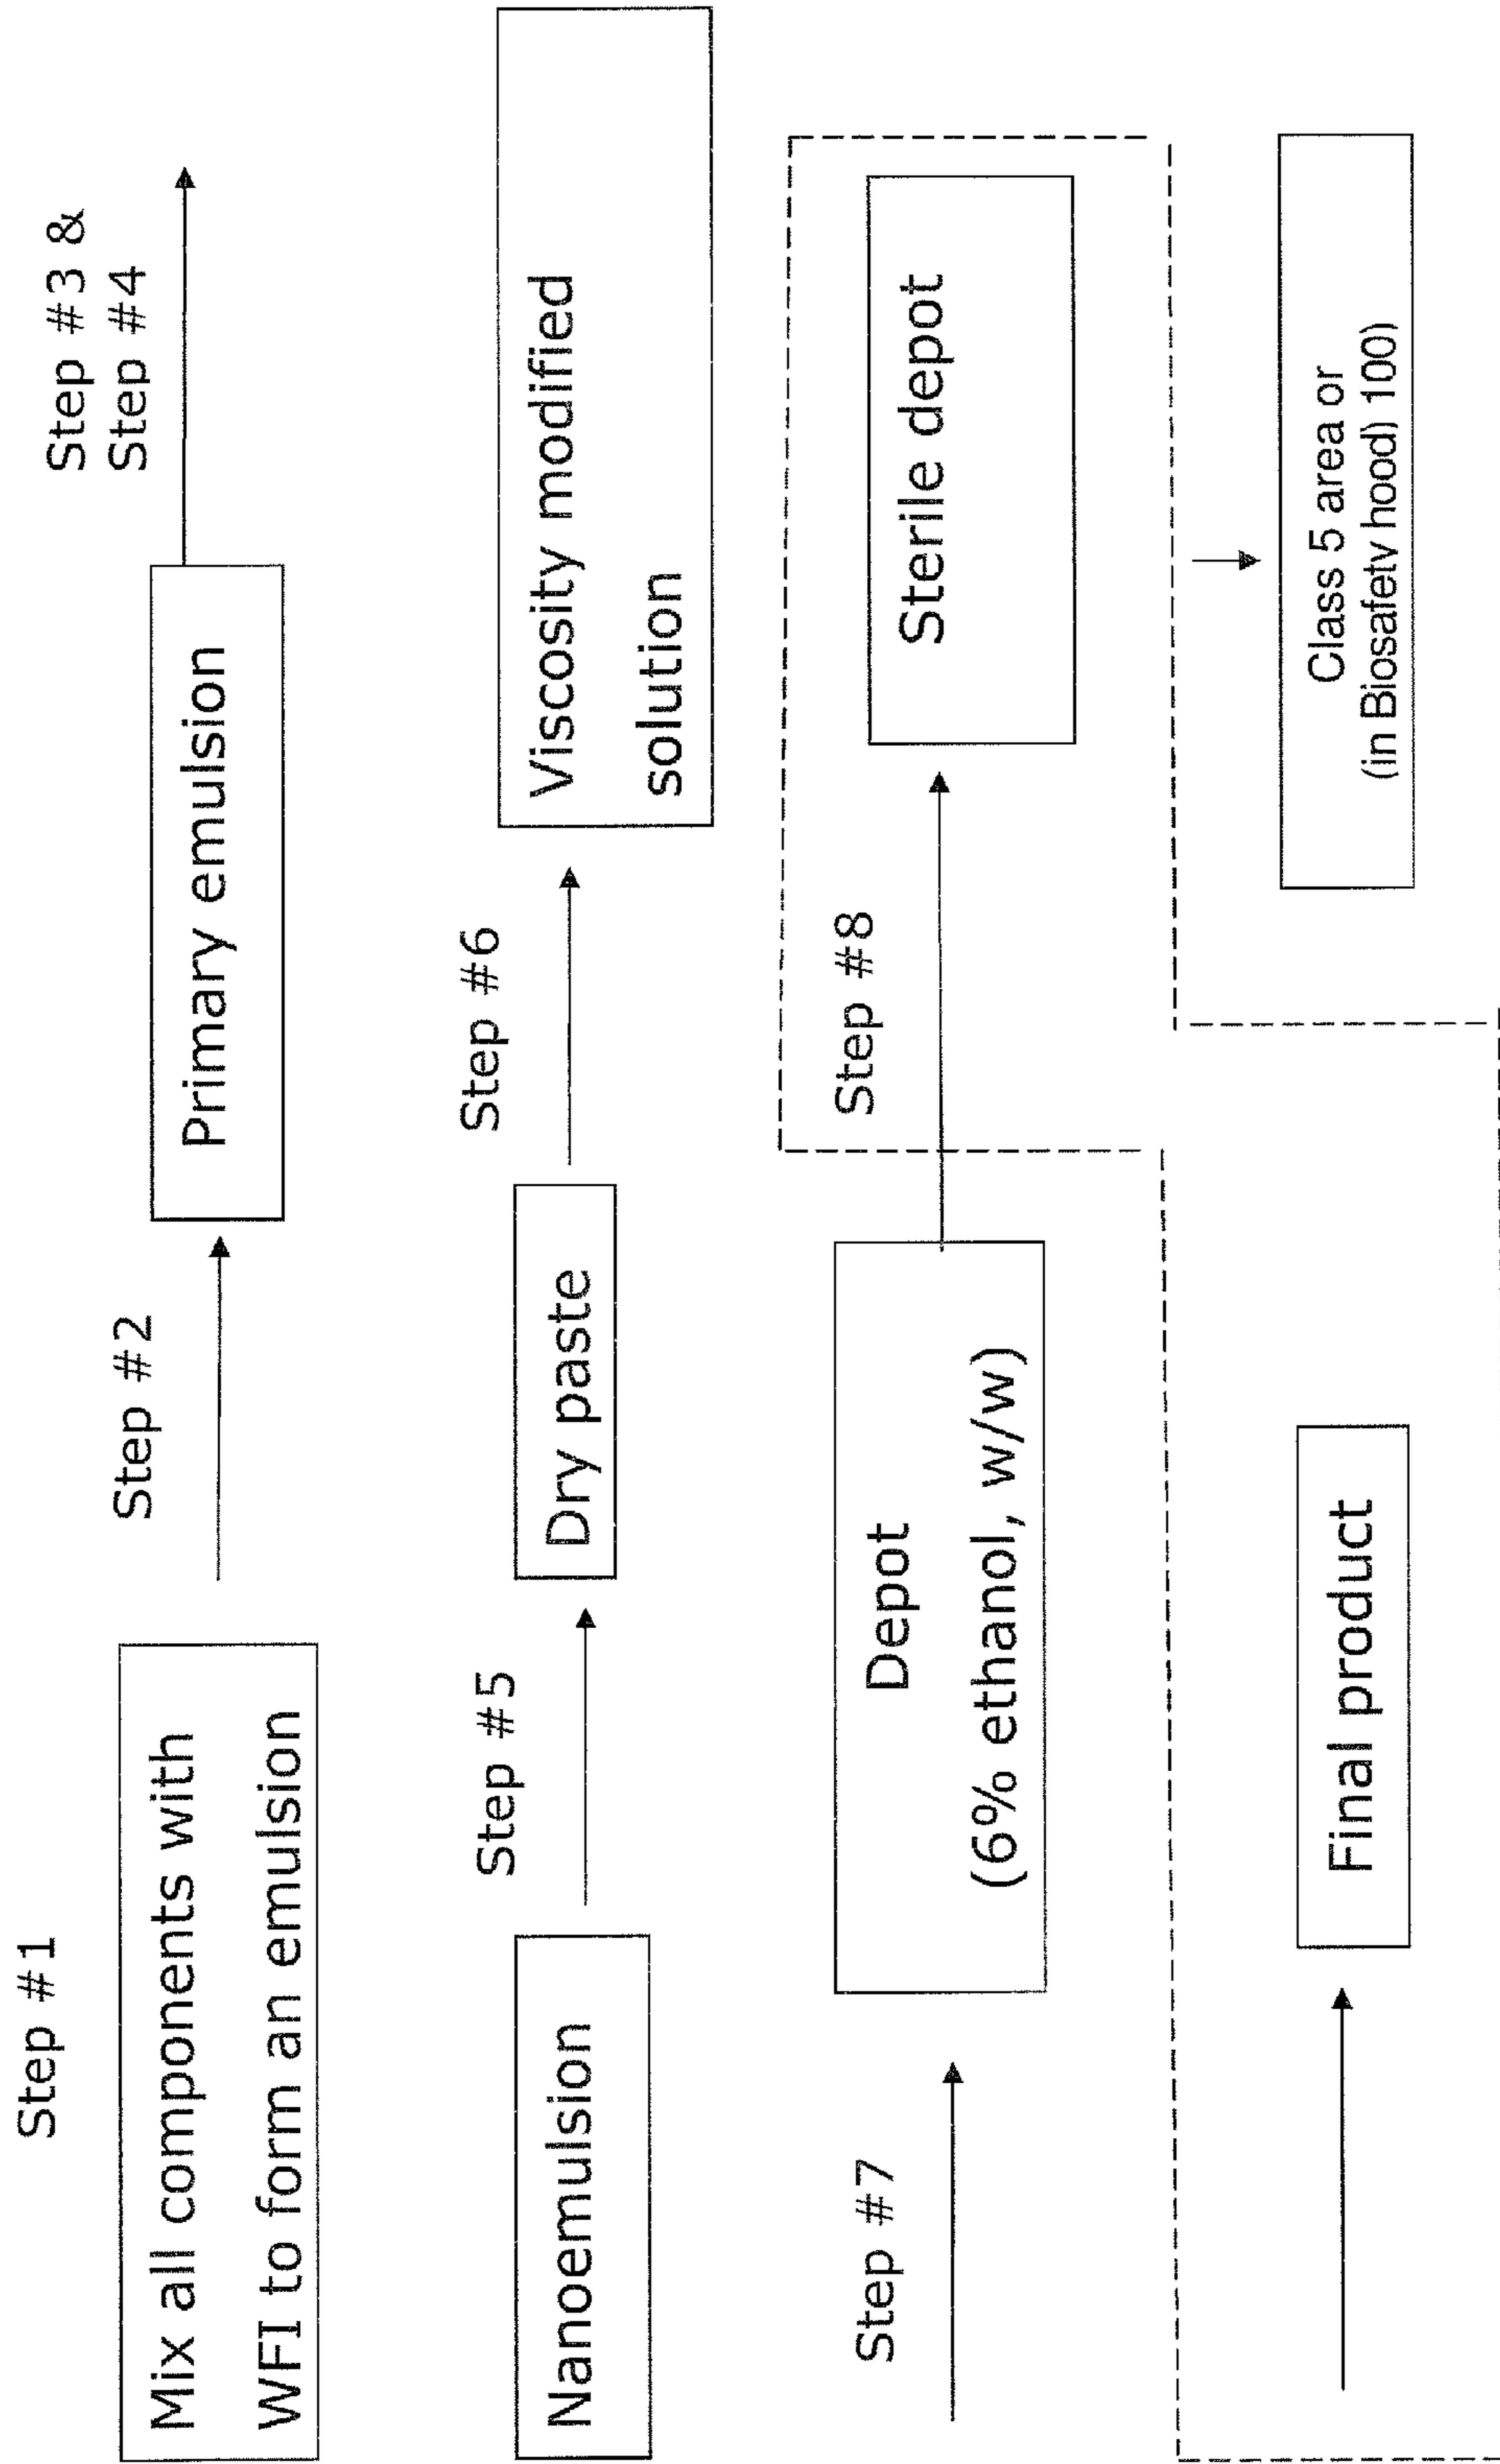 Step #1
Mix all components with
WFI to form an emulsion
Step #2
Primary emulsion
Step #3 &
Step #4
Nanoemulsion
Step #5
Dry paste
Step #6
Viscosity modified
solution
Step #7
Depot
(6% ethanol, w/w)
Step #8
Sterile depot
Final product
Class 5 area or
(in Biosafety hood) 100)